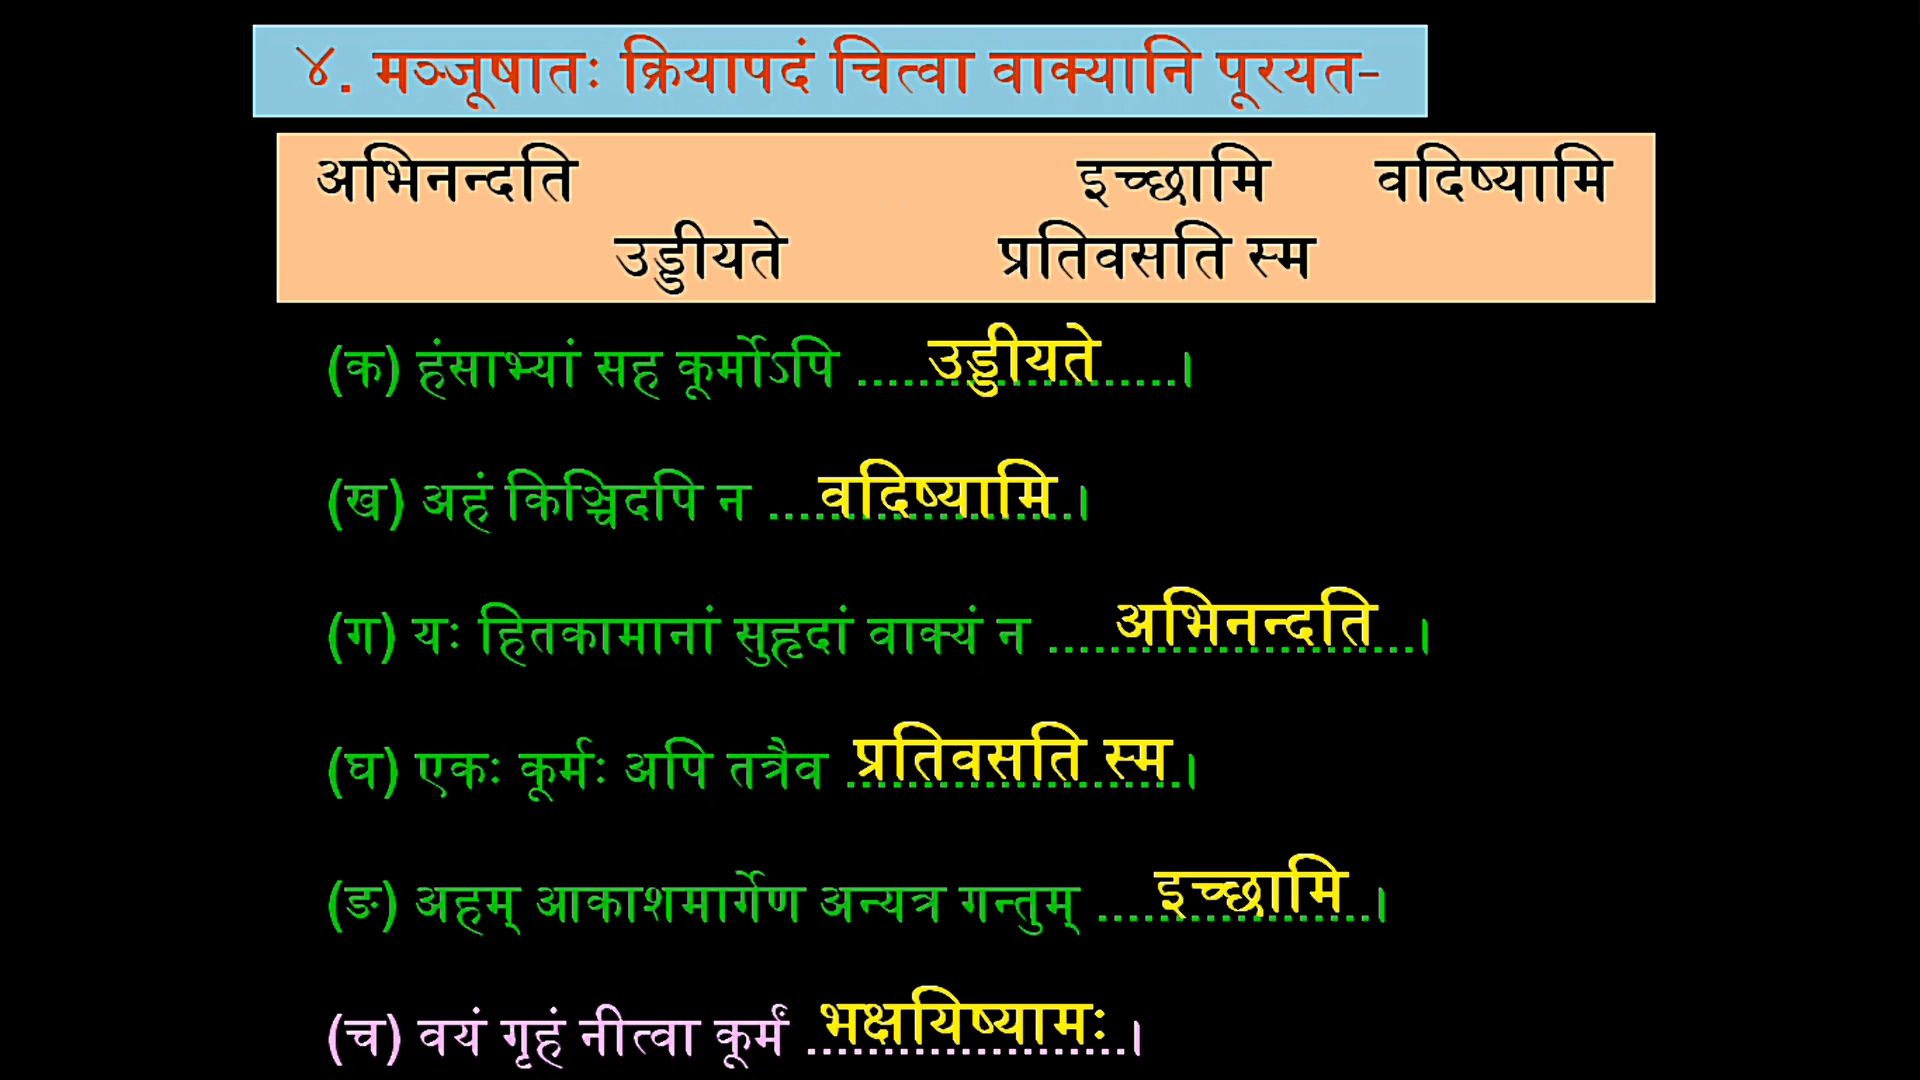 ४. मञ्जूषातः क्रियापदं चित्वा वाक्यानि पूरयत-
अभिनन्दति इच्छामि वदिष्यामि
उड्डीयते प्रतिवसति स्म
(क) हंसाभ्यां सह कूर्मोऽपि ....उड्डीयते....।
(ख) अहं किञ्चिदपि न ....वदिष्यामि....।
(ग) यः हितकामानां सुहृदां वाक्यं न ....अभिनन्दति....।
(घ) एकः कूर्मः अपि तत्रैव ....प्रतिवसति स्म....।
(ङ) अहम् आकाशमार्गेण अन्यत्र गन्तुम् ....इच्छामि....।
(च) वयं गृहं नीत्वा कूर्मं ....भक्षयिष्यामः....।